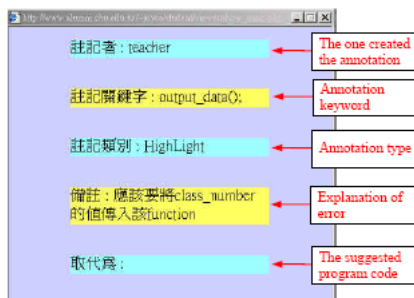 註記者 : teacher
The one created
the annotation
註記關鍵字 : output_data();
Annotation
keyword
註記類別 : HighLight
Annotation type
備註 : 應該要將class_number
的值傳入該function
Explanation of
error
取代為 :
The suggested
program code